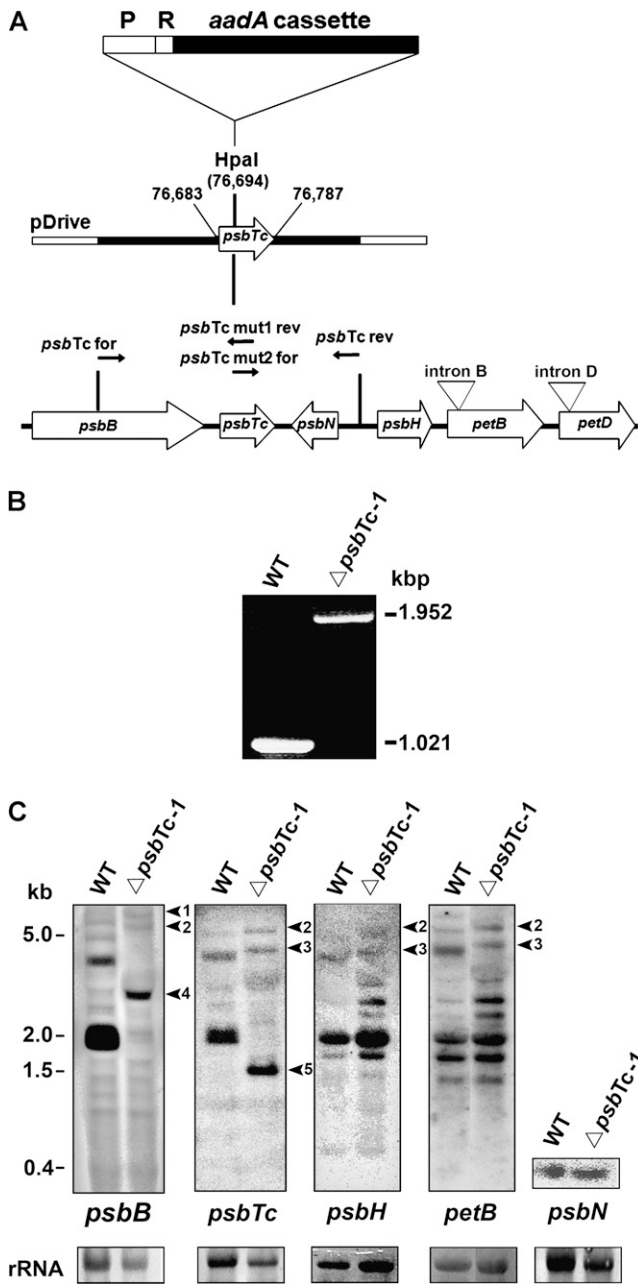 A
P R aadA cassette
HpaI
(76,694)
76,683 76,787
pDrive
psbTc
psbTc mut1 rev
psbTc for psbTc mut2 for psbTc rev
intron B intron D
psbB psbTc psbN psbH petB petD
B
WT ▽psbTc-1
kbp
1.952
1.021
C
WT ▽psbTc-1 WT ▽psbTc-1 WT ▽psbTc-1 WT ▽psbTc-1
kb
1
5.0 2 2 2 2
3 3 3
4
2.0
1.5 5
WT ▽psbTc-1
0.4
psbB psbTc psbH petB psbN
rRNA